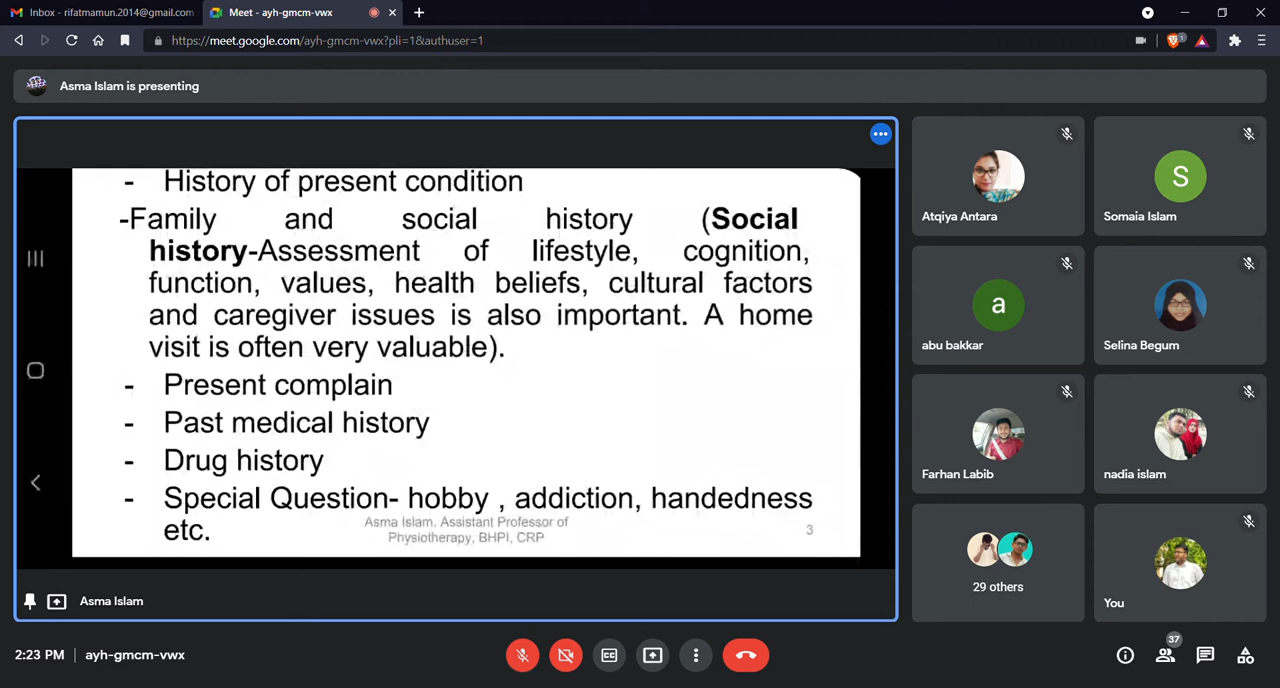 Inbox - rifatmamun.2014@gmail.com
Meet - ayh-gmcm-vwx
https://meet.google.com/ayh-gmcm-vwx?pli=1&authuser=1
1
Asma Islam is presenting
- History of present condition
-Family and social history (Social
history-Assessment of lifestyle, cognition,
function, values, health beliefs, cultural factors
and caregiver issues is also important. A home
visit is often very valuable).
- Present complain
- Past medical history
- Drug history
- Special Question- hobby , addiction, handedness
etc.
Asma Islam, Assistant Professor of
Physiotherapy, BHPI, CRP
3
Asma Islam
Atqiya Antara
S
Somaia Islam
a
abu bakkar
Selina Begum
Farhan Labib
nadia islam
29 others
You
2:23 PM | ayh-gmcm-vwx
CC
37